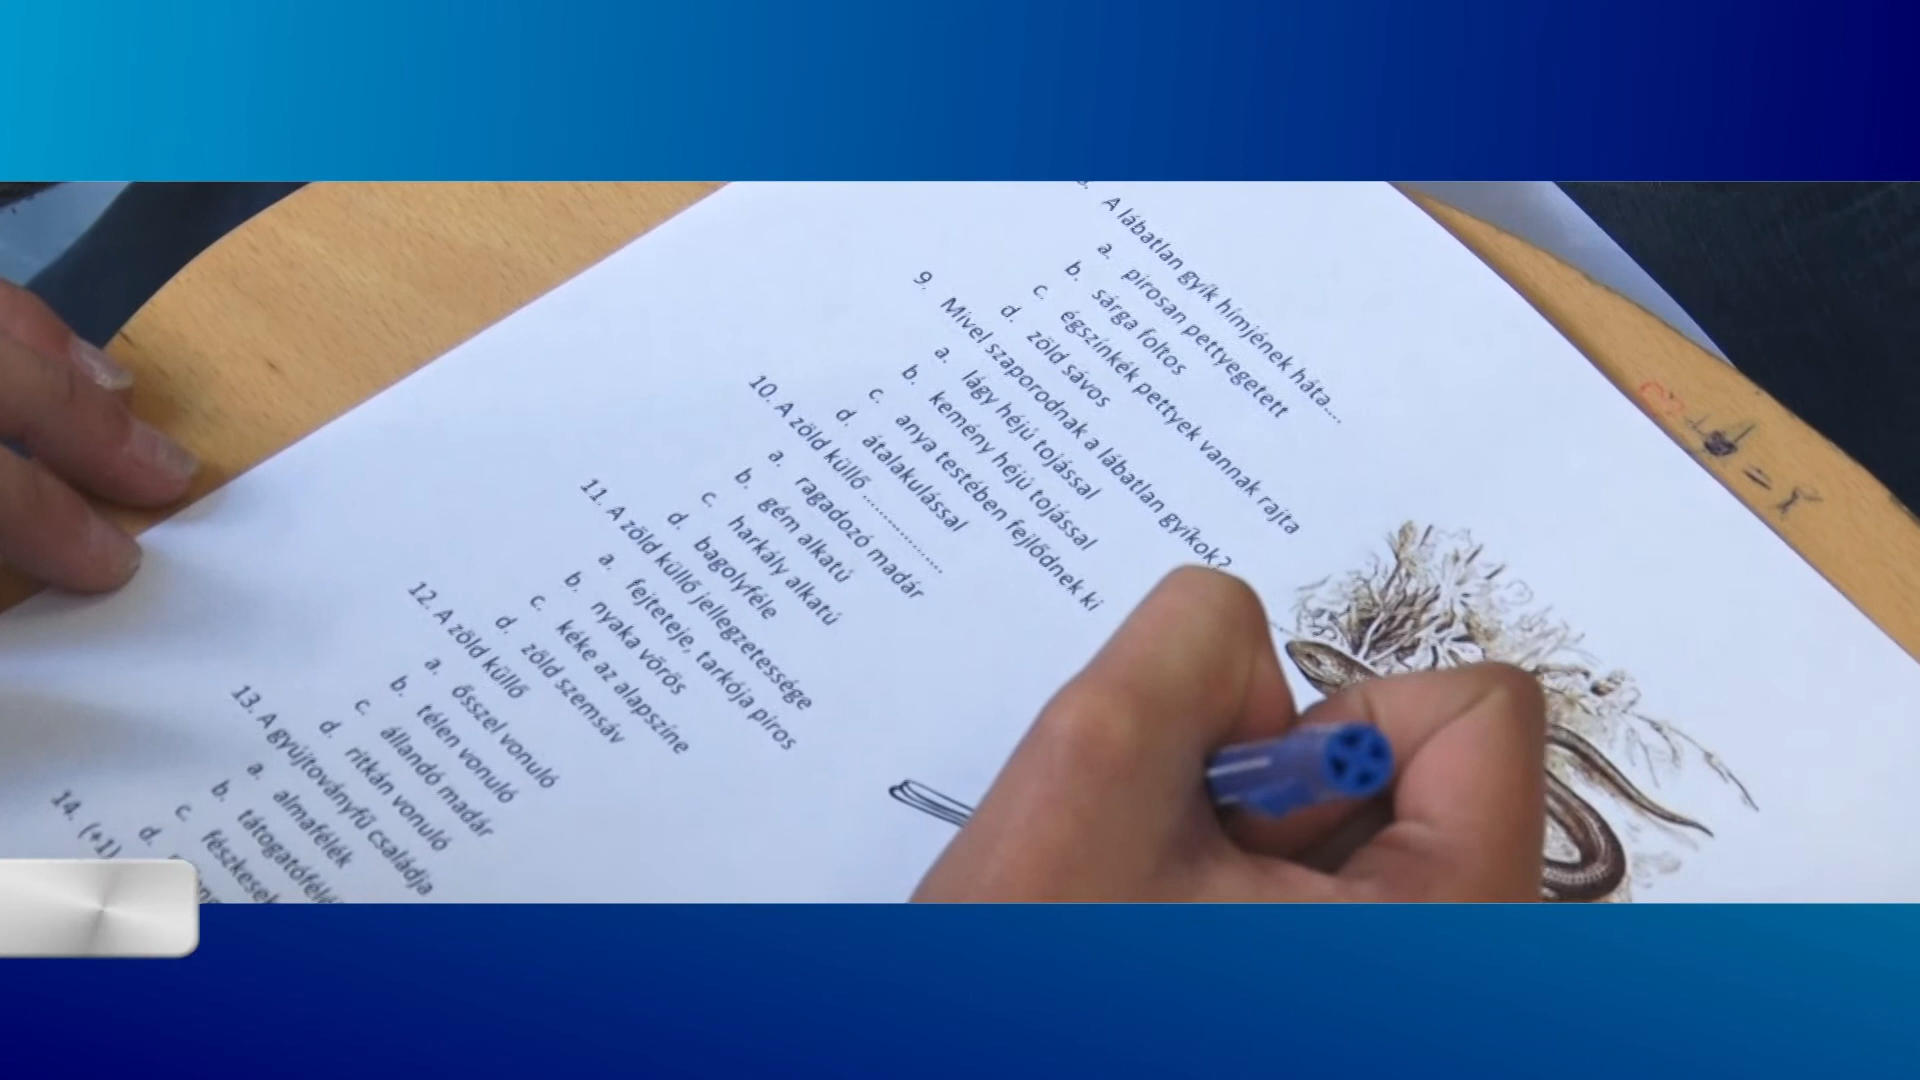 A lábatlan gyík hímjének háta....
a. pirosan pettyegetett
b. sárga foltos
c. égszínkék pettyek vannak rajta
d. zöld sávos
9. Mivel szaporodnak a lábatlan gyíkok?
a. lágy héjú tojással
b. kemény héjú tojással
c. anya testében fejlődnek ki
d. átalakulással
10. A zöld küllő ...................
a. ragadozó madár
b. gém alkatú
c. harkály alkatú
d. bagolyféle
11. A zöld küllő jellegzetessége
a. fejteteje, tarkója piros
b. nyaka vörös
c. kéke az alapszíne
d. zöld szemsáv
12. A zöld küllő
a. ősszel vonuló
b. télen vonuló
c. állandó madár
d. ritkán vonuló
13. A gyújtoványfű családja
a. almafélék
b. tátogatófélék
c. fészkesek
d.
14. (+1)